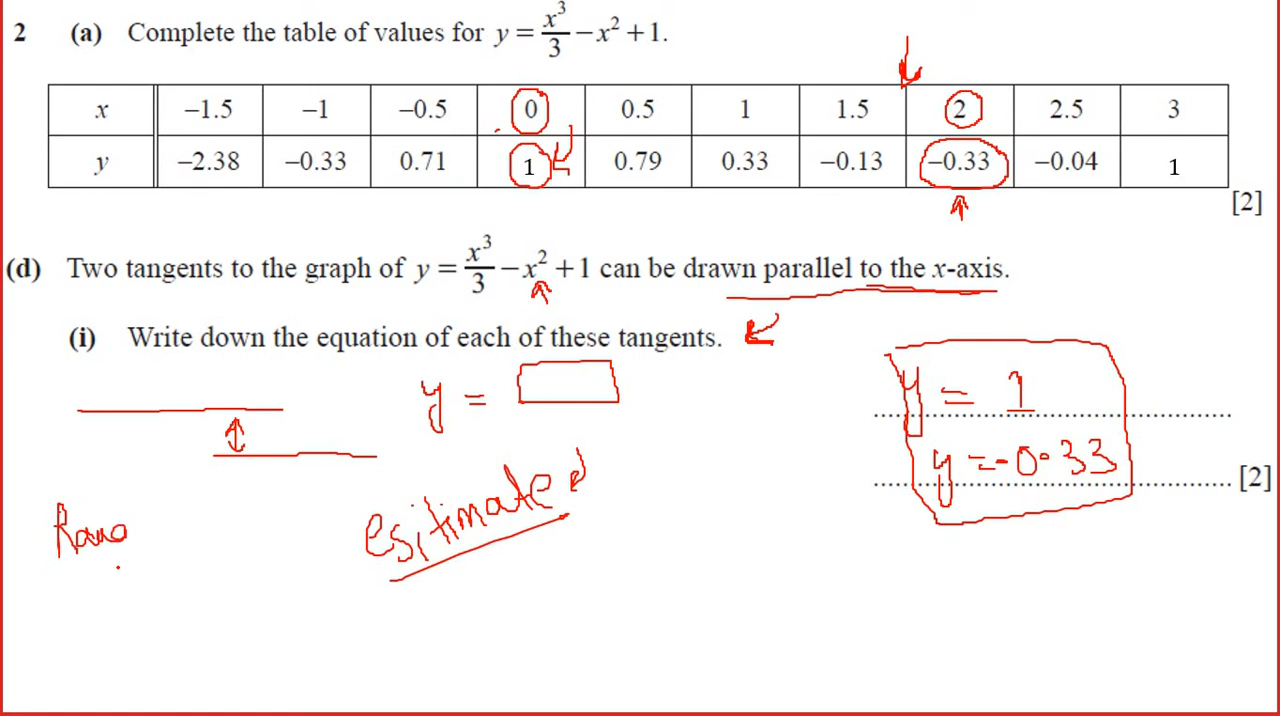 2 (a) Complete the table of values for y = x³/3 − x² + 1.
x −1.5 −1 −0.5 0 0.5 1 1.5 2 2.5 3
y −2.38 −0.33 0.71 1 0.79 0.33 −0.13 −0.33 −0.04 1
[2]
(d) Two tangents to the graph of y = x³/3 − x² + 1 can be drawn parallel to the x-axis.
(i) Write down the equation of each of these tangents.
y =
y = 1
y = -0.33
[2]
esitimate